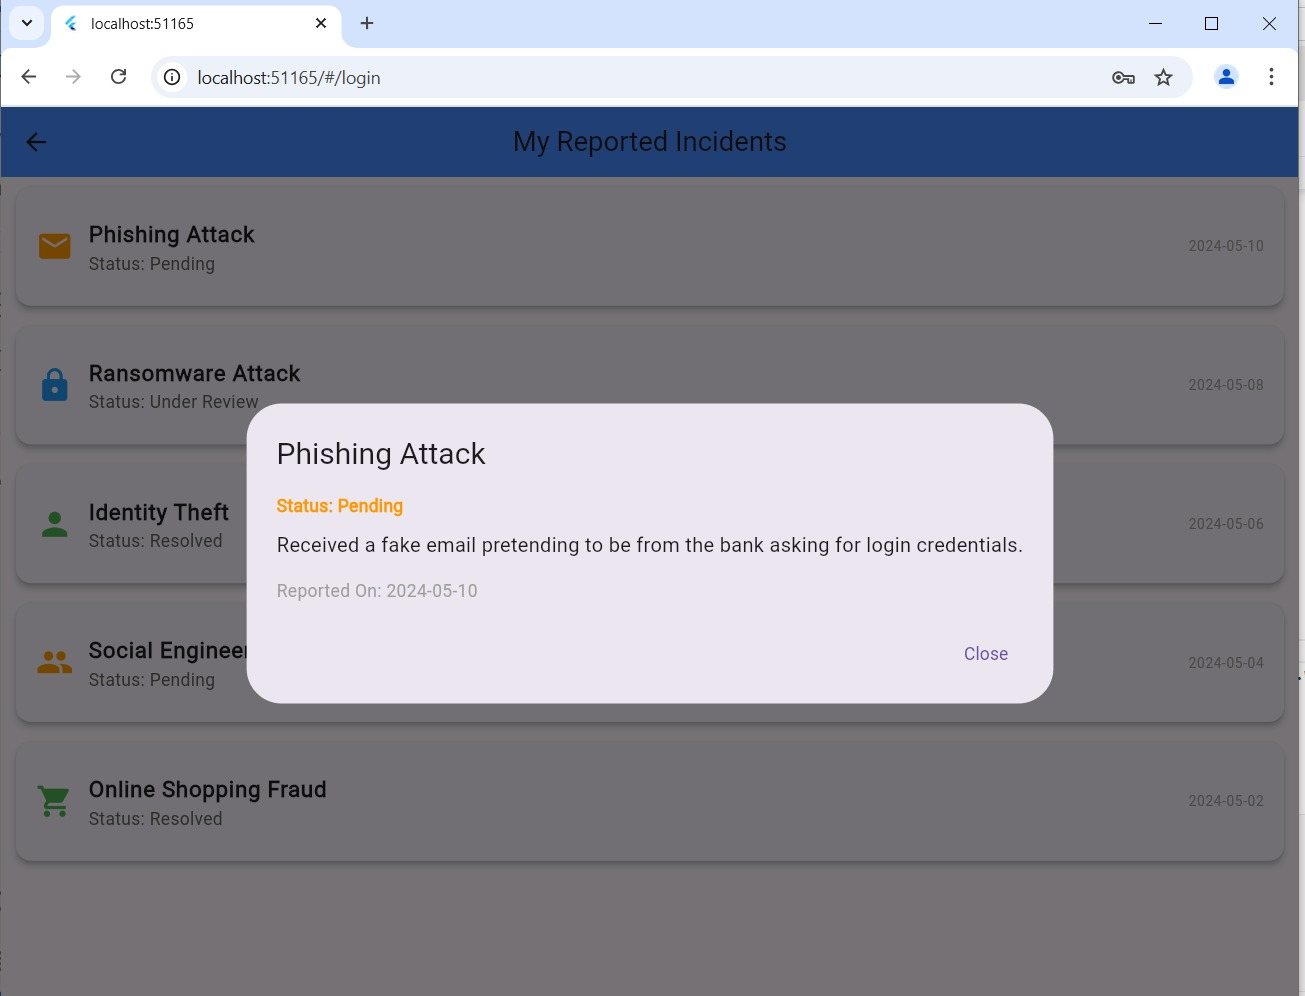 localhost:51165
localhost:51165/#/login
My Reported Incidents
Phishing Attack
Status: Pending
2024-05-10
Ransomware Attack
Status: Under Review
2024-05-08
Identity Theft
Status: Resolved
2024-05-06
Social Engineer
Status: Pending
2024-05-04
Online Shopping Fraud
Status: Resolved
2024-05-02
Phishing Attack
Status: Pending
Received a fake email pretending to be from the bank asking for login credentials.
Reported On: 2024-05-10
Close